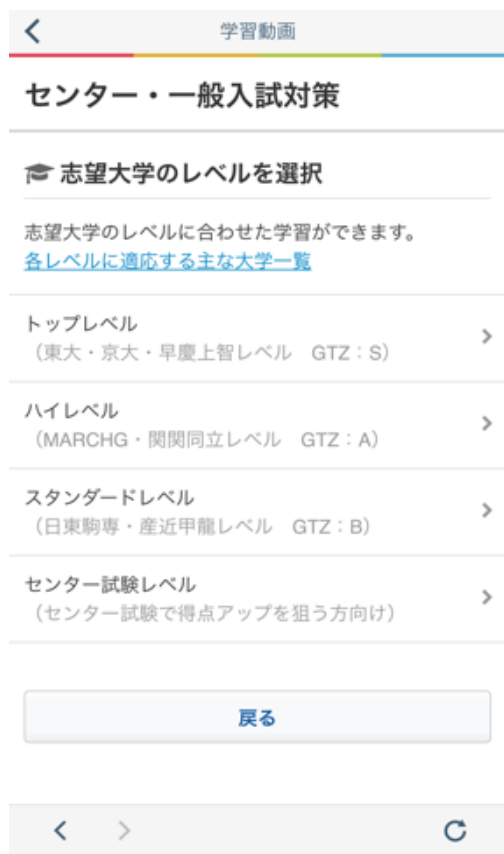 学習動画
センター・一般入試対策
志望大学のレベルを選択
志望大学のレベルに合わせた学習ができます。
各レベルに適応する主な大学一覧
トップレベル
（東大・京大・早慶上智レベル　GTZ：S）
ハイレベル
（MARCHG・関関同立レベル　GTZ：A）
スタンダードレベル
（日東駒専・産近甲龍レベル　GTZ：B）
センター試験レベル
（センター試験で得点アップを狙う方向け）
戻る